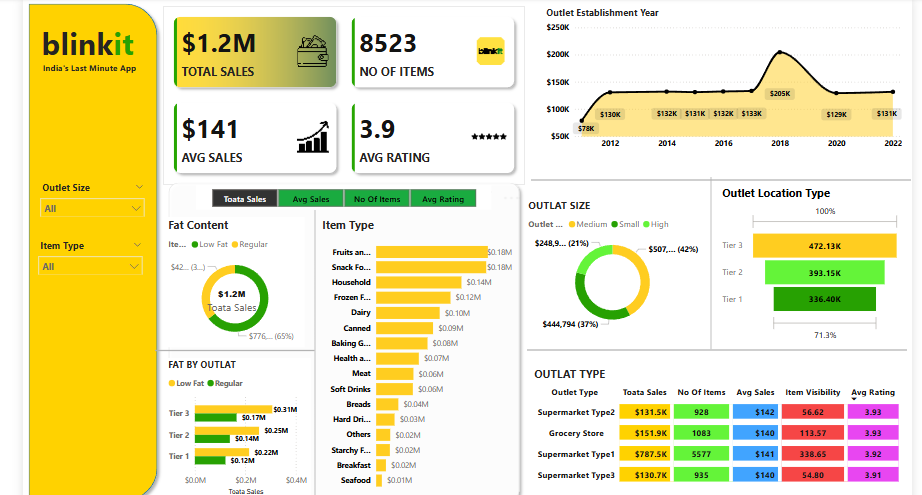 blinkit
India's Last Minute App
Outlet Size
All
Item Type
All
$1.2M
TOTAL SALES
8523
NO OF ITEMS
blinkit
$141
AVG SALES
3.9
AVG RATING
Outlet Establishment Year
$250K
$200K
$150K
$100K
$50K
$78K
$130K
$132K
$131K
$132K
$133K
$205K
$129K
$131K
2012
2014
2016
2018
2020
2022
Toata Sales
Avg Sales
No Of Items
Avg Rating
Fat Content
Ite... Low Fat Regular
$42... (3...)
$1.2M
Toata Sales
$776,... (65%)
FAT BY OUTLAT
Low Fat Regular
Tier 3 $0.31M
$0.17M
Tier 2 $0.25M
$0.14M
Tier 1 $0.22M
$0.12M
$0.0M $0.2M $0.4M
Toata Sales
Item Type
Fruits an... $0.18M
Snack Fo... $0.18M
Household $0.14M
Frozen F... $0.12M
Dairy $0.10M
Canned $0.09M
Baking G... $0.08M
Health a... $0.07M
Meat $0.06M
Soft Drinks $0.06M
Breads $0.04M
Hard Dri... $0.03M
Others $0.02M
Starchy F... $0.02M
Breakfast $0.02M
Seafood $0.01M
OUTLAT SIZE
Outlet ... Medium Small High
$248,9... (21%)
$507,... (42%)
$444,794 (37%)
Outlet Location Type
100%
Tier 3 472.13K
Tier 2 393.15K
Tier 1 336.40K
71.3%
OUTLAT TYPE
Outlet Type Toata Sales No Of Items Avg Sales Item Visibility Avg Rating
Supermarket Type2 $131.5K 928 $142 56.62 3.93
Grocery Store $151.9K 1083 $140 113.57 3.93
Supermarket Type1 $787.5K 5577 $141 338.65 3.92
Supermarket Type3 $130.7K 935 $140 54.80 3.91